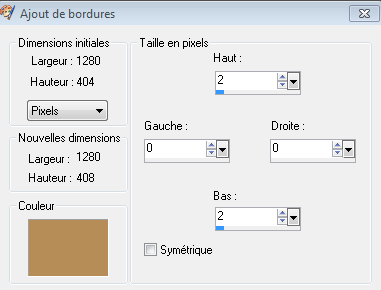 Ajout de bordures
Dimensions initiales
Largeur : 1280
Hauteur : 404
Pixels
Nouvelles dimensions
Largeur : 1280
Hauteur : 408
Couleur
Taille en pixels
Haut :
2
Gauche :
0
Droite :
0
Bas :
2
Symétrique